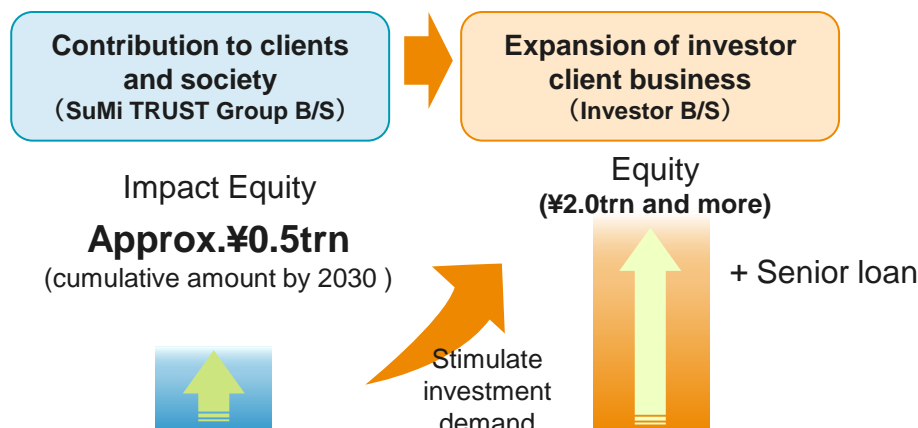 Contribution to clients
and society
（SuMi TRUST Group B/S）
Expansion of investor
client business
（Investor B/S）
Impact Equity
Approx.¥0.5trn
(cumulative amount by 2030 )
Equity
(¥2.0trn and more)
+ Senior loan
Stimulate
investment
demand